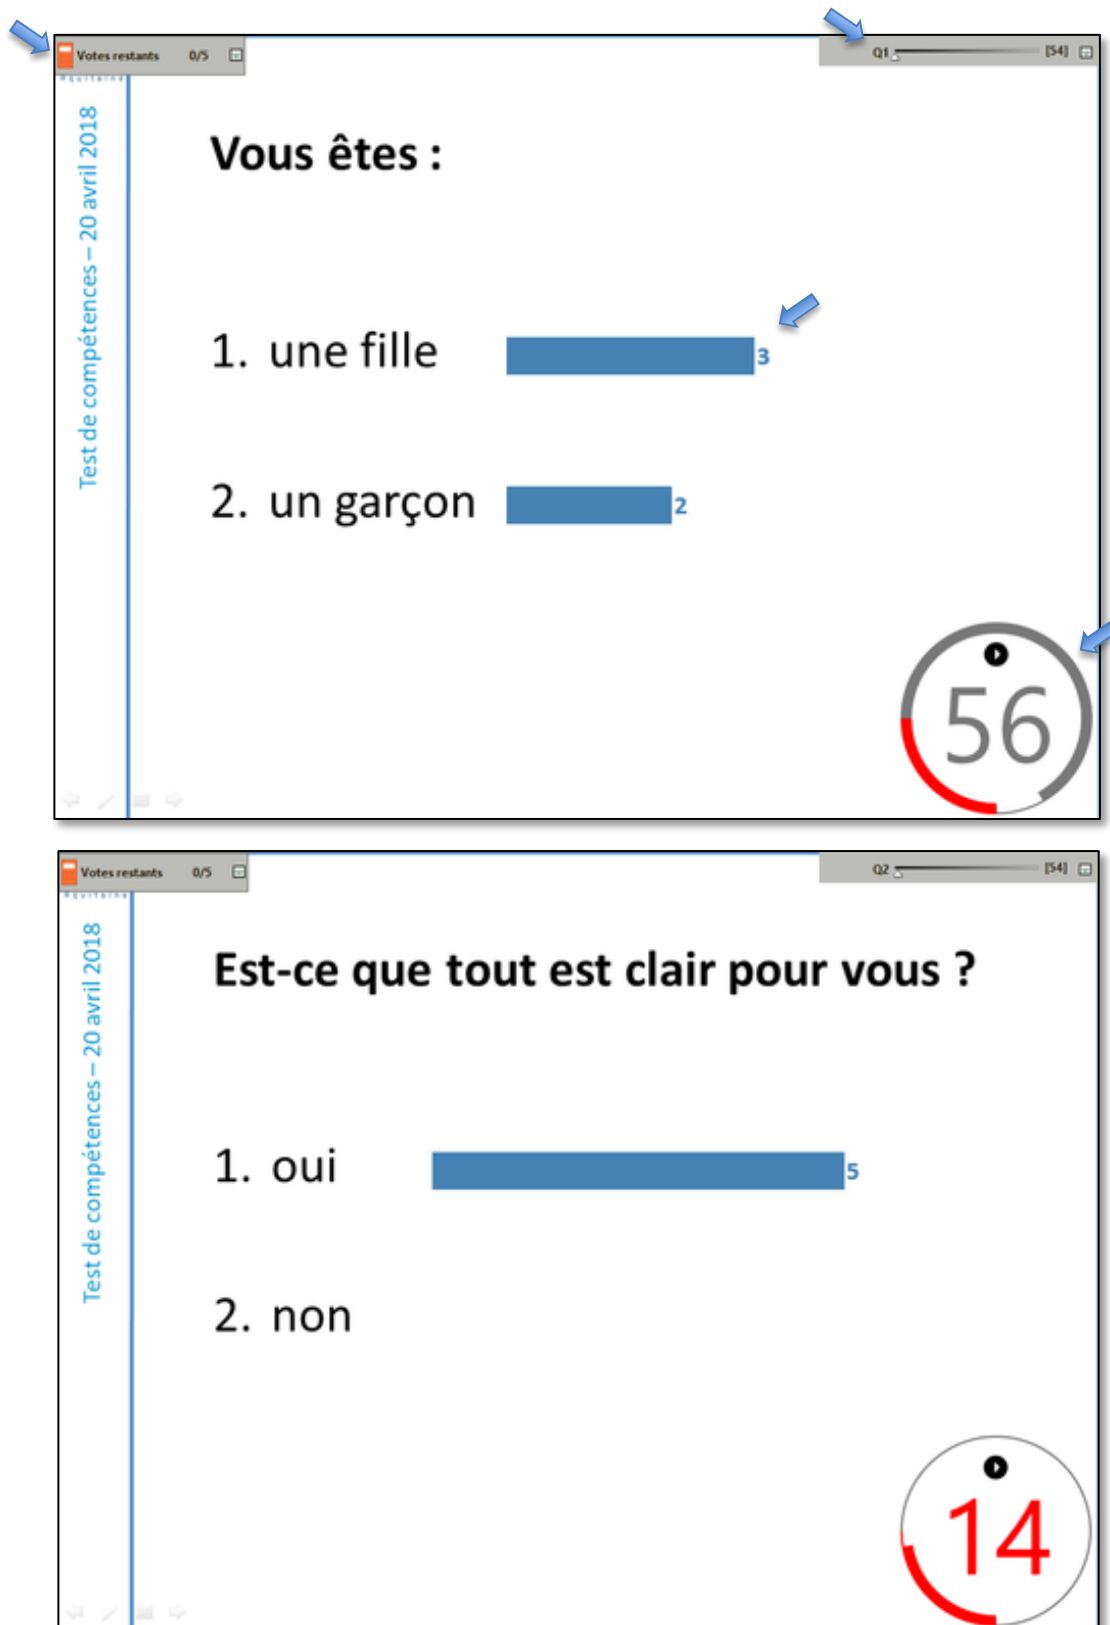 Votes restants 0/5
Q1 [54]
Aquitaine
Test de compétences – 20 avril 2018
Vous êtes :
1. une fille 3
2. un garçon 2
56
Votes restants 0/5
Q2 [54]
Aquitaine
Test de compétences – 20 avril 2018
Est-ce que tout est clair pour vous ?
1. oui 5
2. non
14